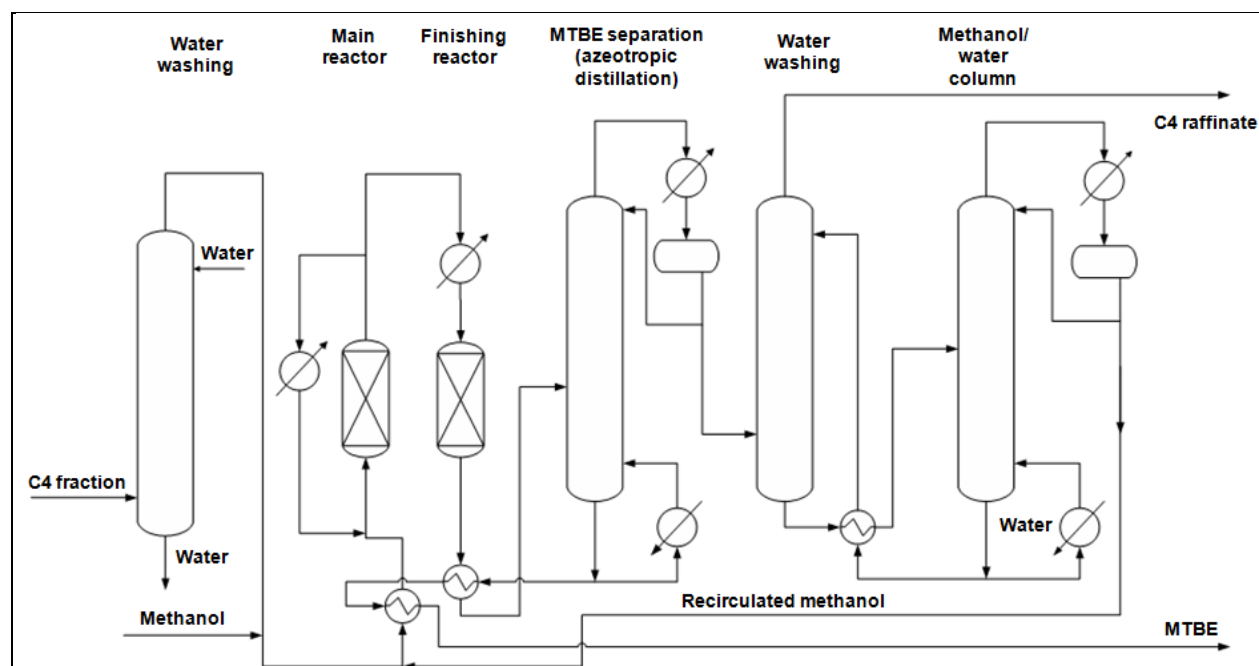 Water
washing
Main
reactor
Finishing
reactor
MTBE separation
(azeotropic
distillation)
Water
washing
Methanol/
water
column
C4 raffinate
Water
C4 fraction
Water
Water
Methanol
Recirculated methanol
MTBE